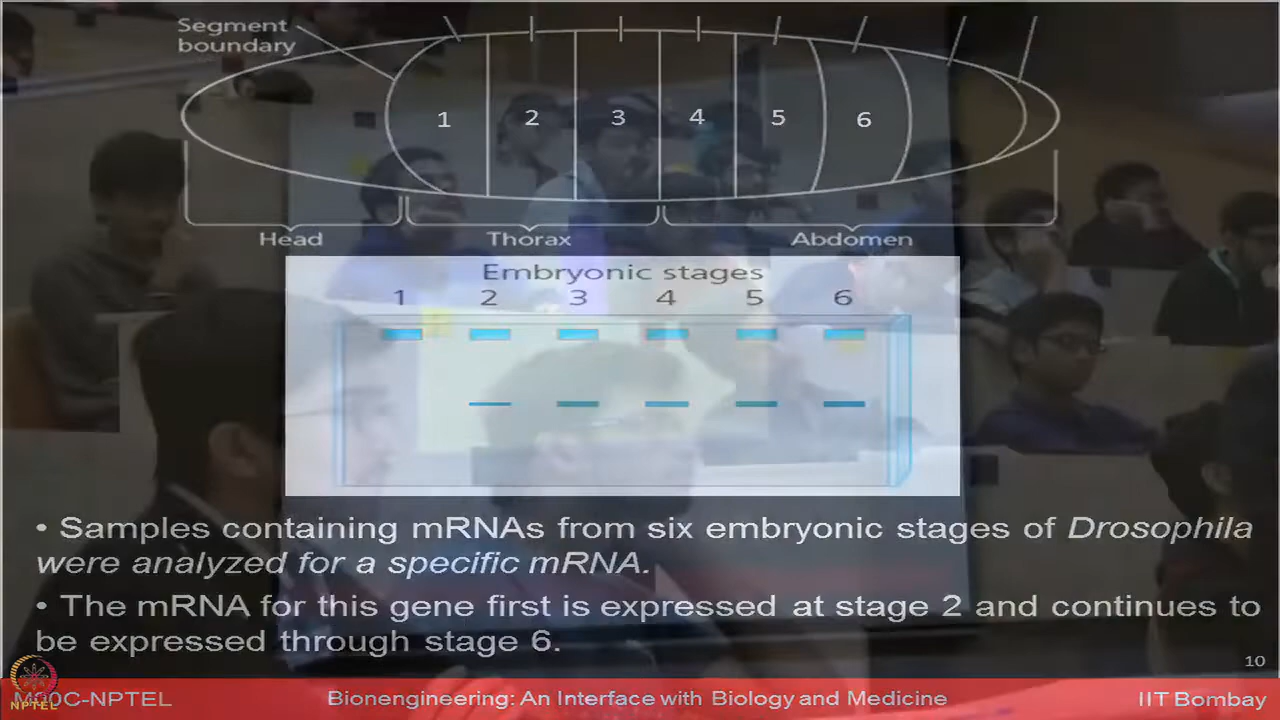 Segment
boundary
1 2 3 4 5 6
Head Thorax Abdomen
Embryonic stages
1 2 3 4 5 6
• Samples containing mRNAs from six embryonic stages of Drosophila
were analyzed for a specific mRNA.
• The mRNA for this gene first is expressed at stage 2 and continues to
be expressed through stage 6.
10
MOOC-NPTEL Bionengineering: An Interface with Biology and Medicine IIT Bombay
NPTEL